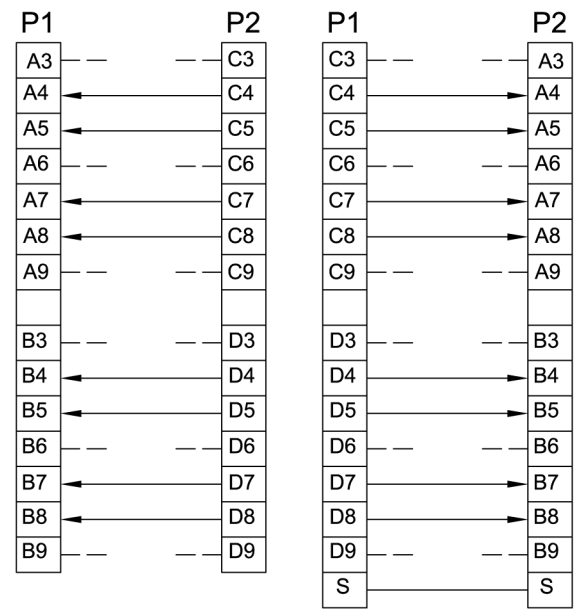 P1 P2 P1 P2
A3 C3 C3 A3
A4 C4 C4 A4
A5 C5 C5 A5
A6 C6 C6 A6
A7 C7 C7 A7
A8 C8 C8 A8
A9 C9 C9 A9
B3 D3 D3 B3
B4 D4 D4 B4
B5 D5 D5 B5
B6 D6 D6 B6
B7 D7 D7 B7
B8 D8 D8 B8
B9 D9 D9 B9
S S